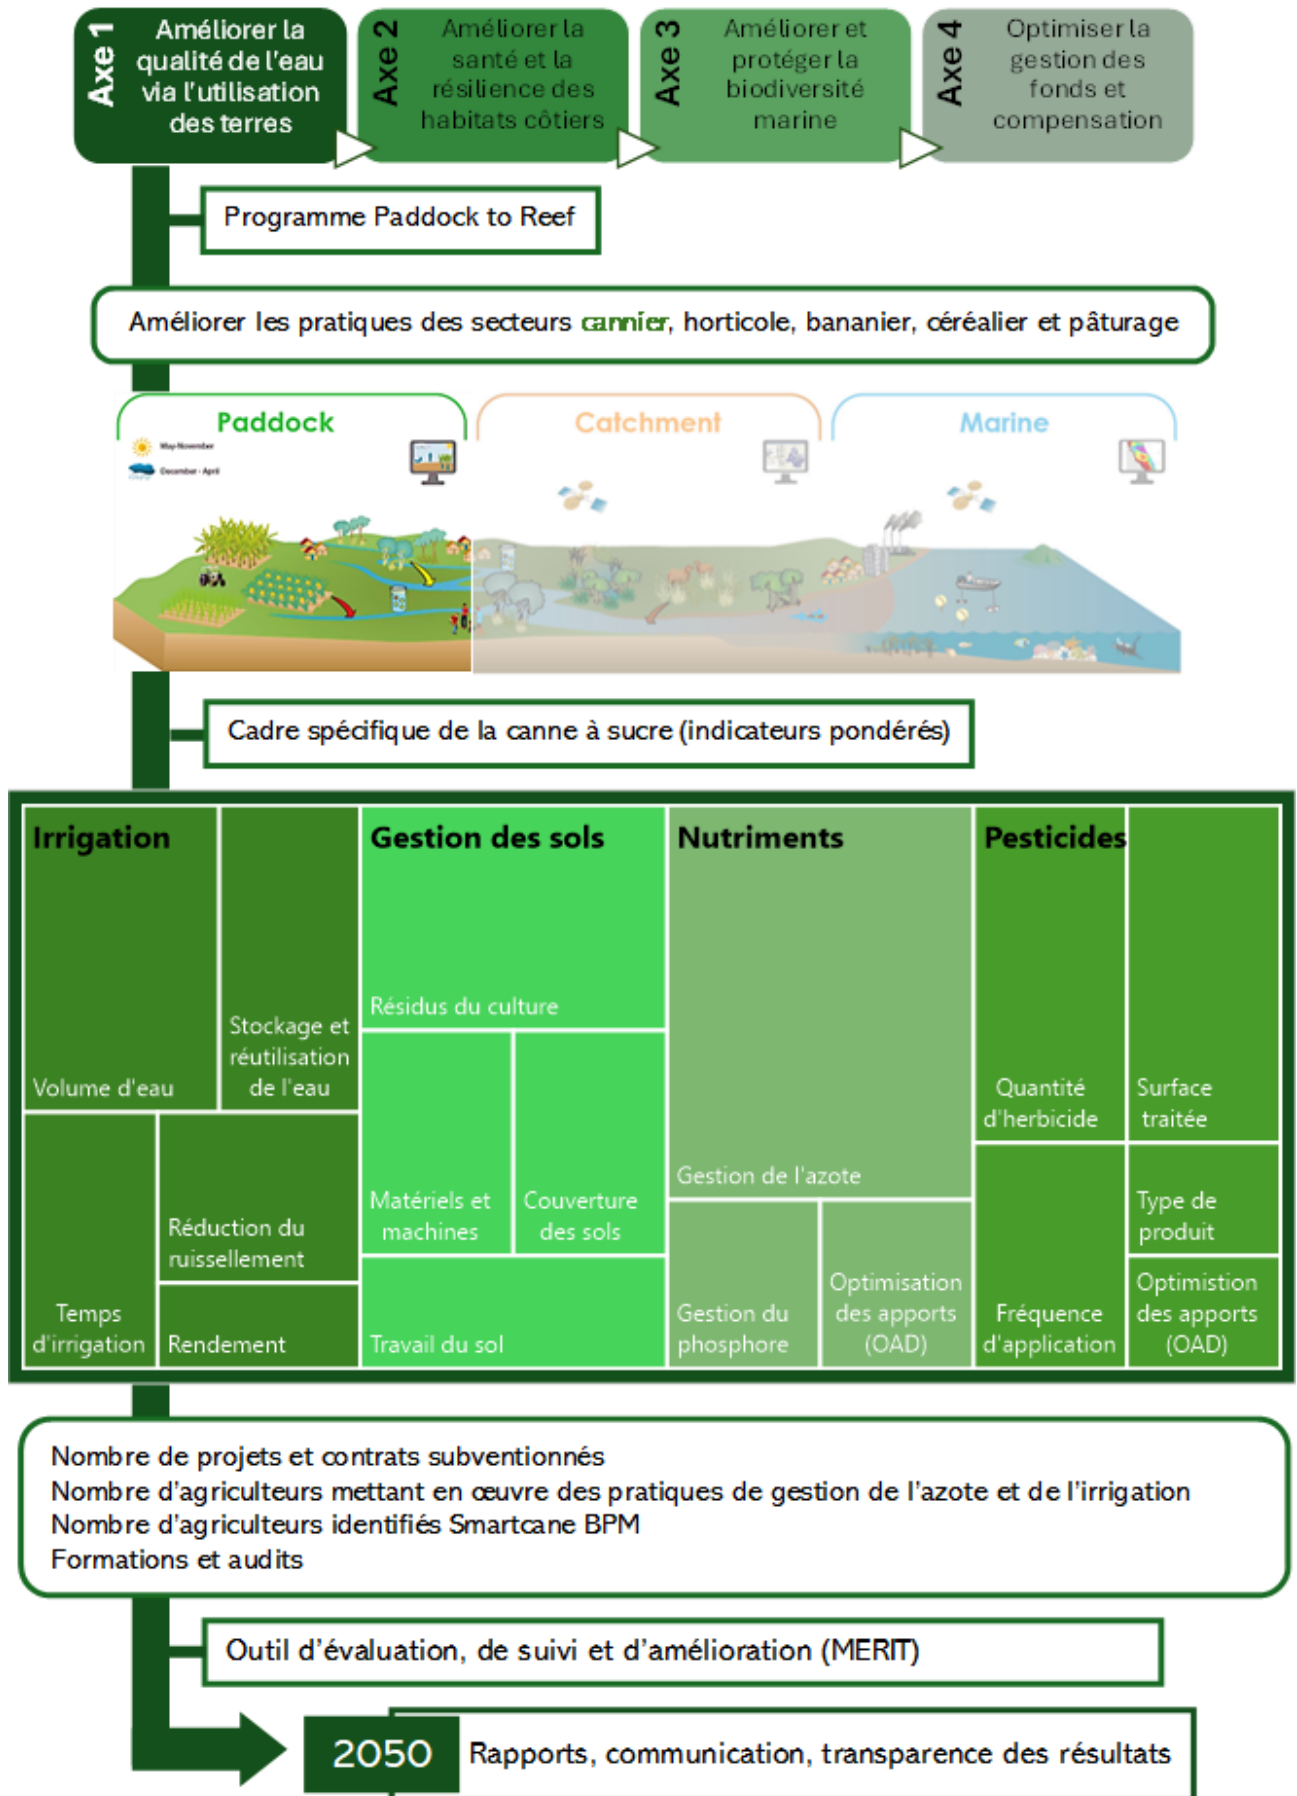 Axe 1
Améliorer la
qualité de l'eau
via l'utilisation
des terres
Axe 2
Améliorer la
santé et la
résilience des
habitats côtiers
Axe 3
Améliorer et
protéger la
biodiversité
marine
Axe 4
Optimiser la
gestion des
fonds et
compensation
Programme Paddock to Reef
Améliorer les pratiques des secteurs cannier, horticole, bananier, céréalier et pâturage
Paddock
May-November
December - April
Catchment
Marine
Cadre spécifique de la canne à sucre (indicateurs pondérés)
Irrigation
Volume d'eau
Stockage et
réutilisation
de l'eau
Temps
d'irrigation
Réduction du
ruissellement
Rendement
Gestion des sols
Résidus du culture
Matériels et
machines
Couverture
des sols
Travail du sol
Nutriments
Gestion de l'azote
Gestion du
phosphore
Optimisation
des apports
(OAD)
Pesticides
Quantité
d'herbicide
Surface
traitée
Fréquence
d'application
Type de
produit
Optimistion
des apports
(OAD)
Nombre de projets et contrats subventionnés
Nombre d'agriculteurs mettant en œuvre des pratiques de gestion de l'azote et de l'irrigation
Nombre d'agriculteurs identifiés Smartcane BPM
Formations et audits
Outil d'évaluation, de suivi et d'amélioration (MERIT)
2050
Rapports, communication, transparence des résultats